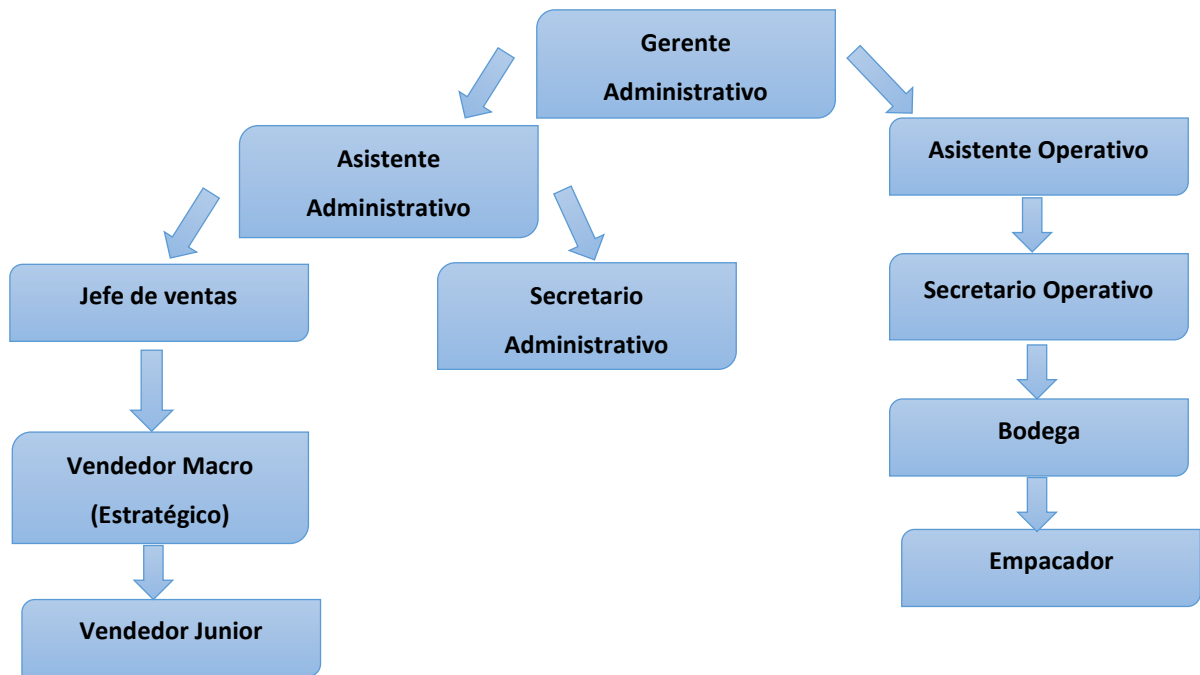 Gerente
Administrativo
Asistente
Administrativo
Asistente Operativo
Jefe de ventas
Secretario
Administrativo
Secretario Operativo
Vendedor Macro
(Estratégico)
Bodega
Vendedor Junior
Empacador